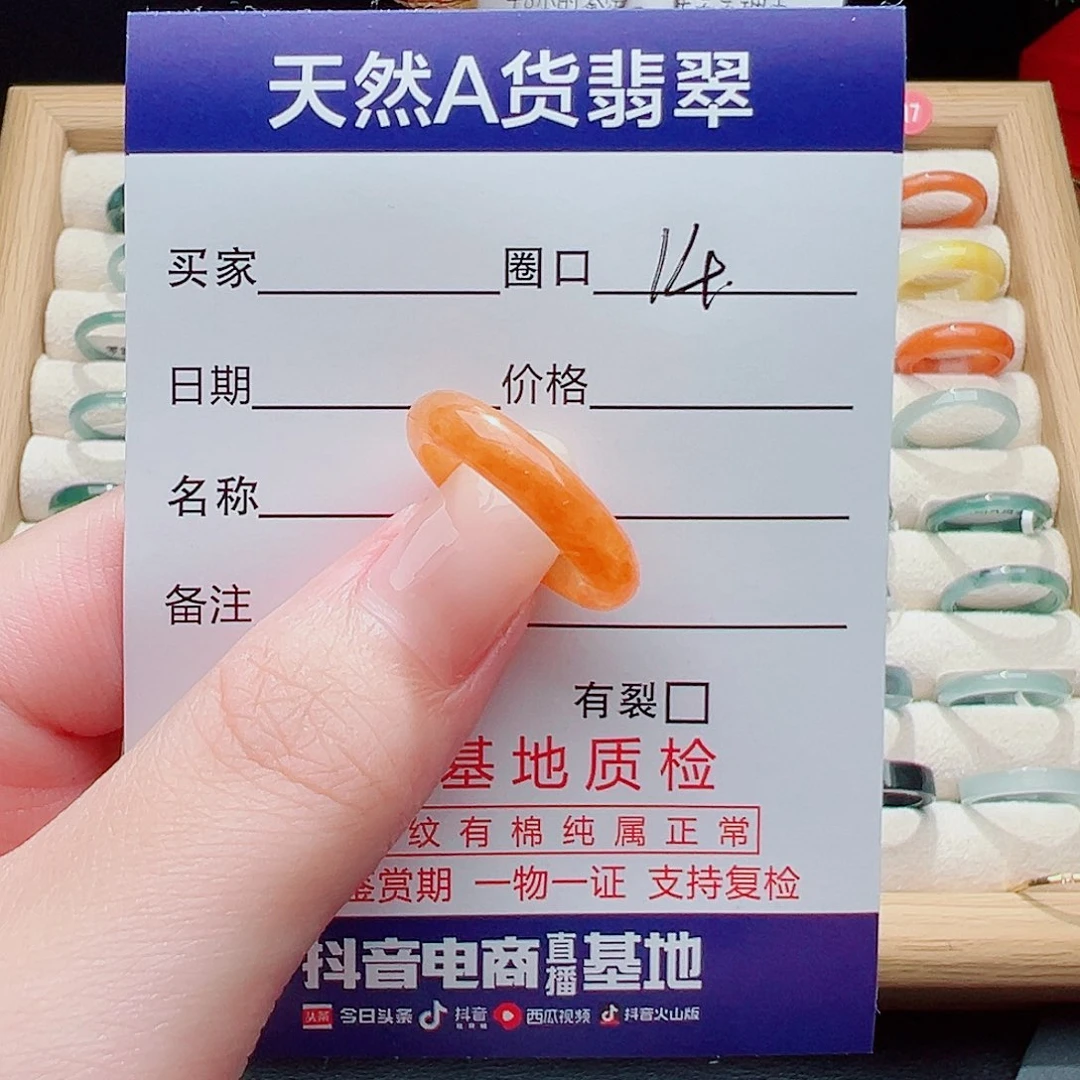 天然A货翡翠
17
买家 圈口 14
日期 价格
名称
备注
有裂
基地质检
纹有棉纯属正常
鉴赏期 一物一证 支持复检
抖音电商直播基地
头条 今日头条 抖音 西瓜视频 抖音火山版